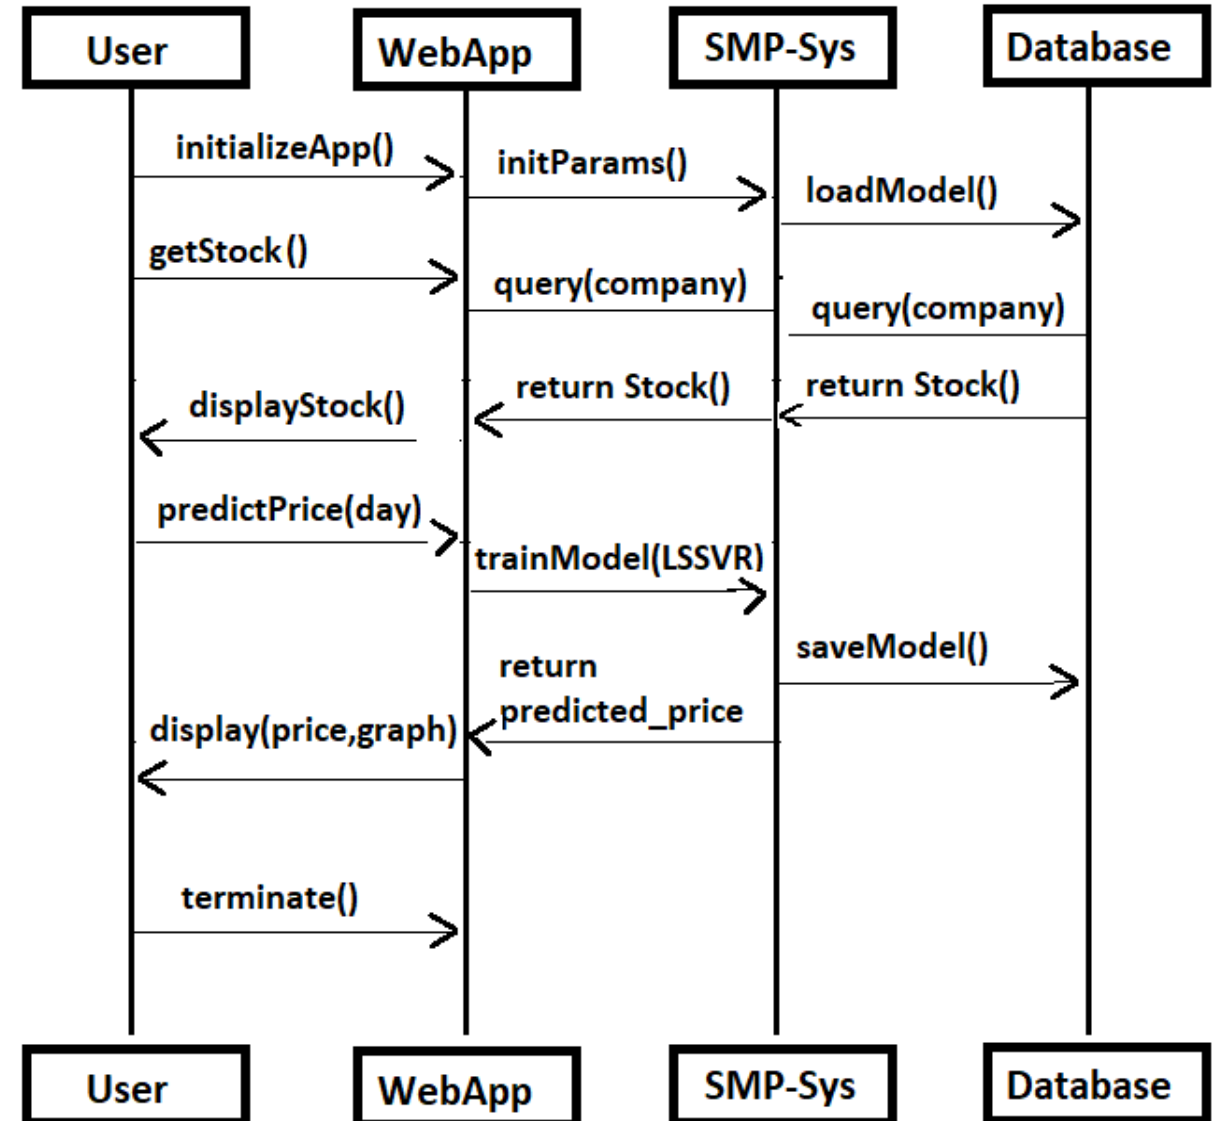 User
WebApp
SMP-Sys
Database
initializeApp()
initParams()
loadModel()
getStock()
query(company)
query(company)
return Stock()
return Stock()
displayStock()
predictPrice(day)
trainModel(LSSVR)
saveModel()
return
predicted_price
display(price,graph)
terminate()
User
WebApp
SMP-Sys
Database